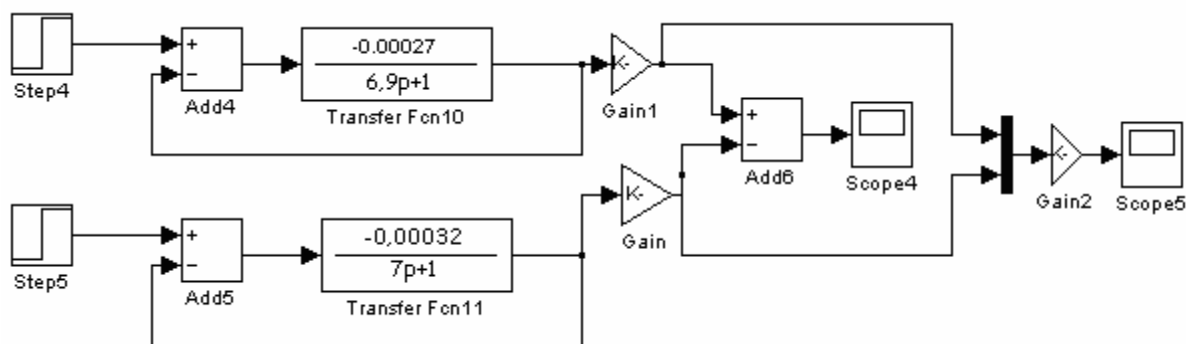 Step4
+
−
Add4
-0.00027
6,9p+1
Transfer Fcn10
K-
Gain1
+
−
Add6
Scope4
K-
Gain2
Scope5
Step5
+
−
Add5
-0,00032
7p+1
Transfer Fcn11
K-
Gain